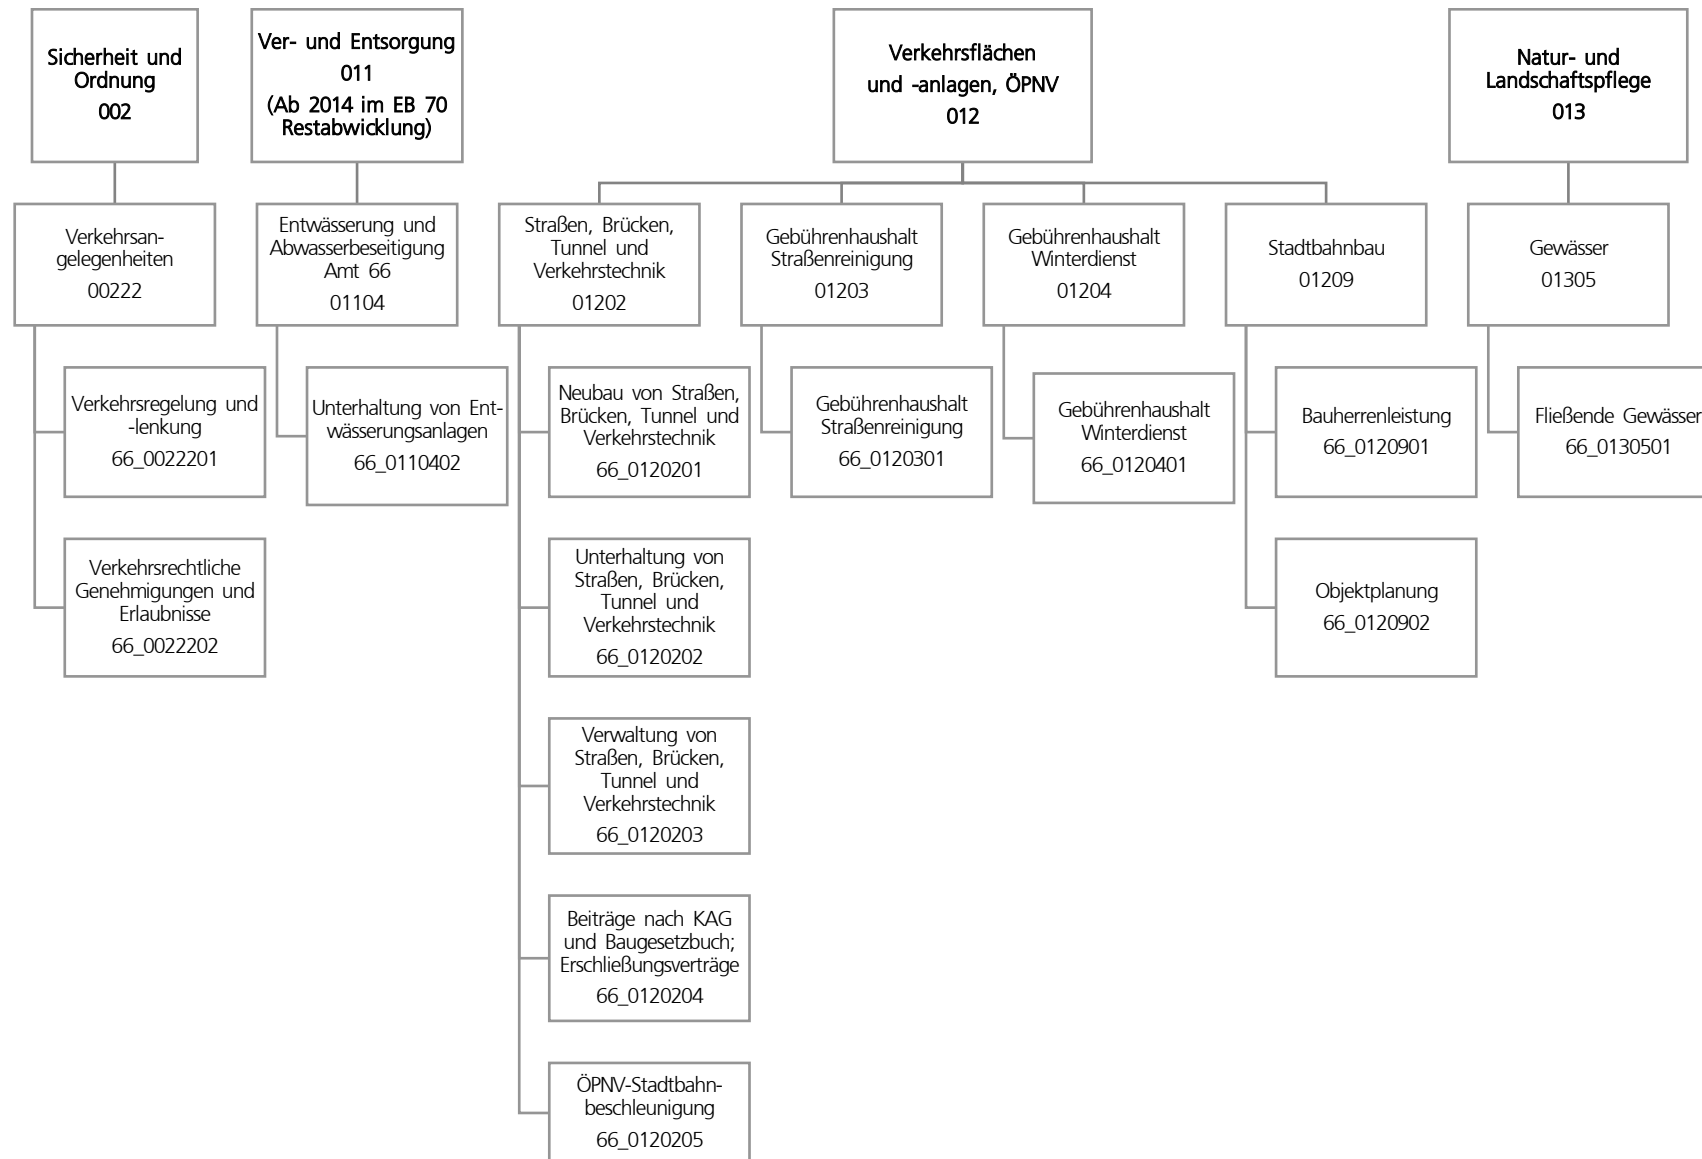 Sicherheit und
Ordnung
002
Ver- und Entsorgung
011
(Ab 2014 im EB 70
Restabwicklung)
Verkehrsflächen
und -anlagen, ÖPNV
012
Natur- und
Landschaftspflege
013
Verkehrsan-
gelegenheiten
00222
Entwässerung und
Abwasserbeseitigung
Amt 66
01104
Straßen, Brücken,
Tunnel und
Verkehrstechnik
01202
Gebührenhaushalt
Straßenreinigung
01203
Gebührenhaushalt
Winterdienst
01204
Stadtbahnbau
01209
Gewässer
01305
Verkehrsregelung und
-lenkung
66_0022201
Unterhaltung von Ent-
wässerungsanlagen
66_0110402
Neubau von Straßen,
Brücken, Tunnel und
Verkehrstechnik
66_0120201
Gebührenhaushalt
Straßenreinigung
66_0120301
Gebührenhaushalt
Winterdienst
66_0120401
Bauherrenleistung
66_0120901
Fließende Gewässer
66_0130501
Verkehrsrechtliche
Genehmigungen und
Erlaubnisse
66_0022202
Unterhaltung von
Straßen, Brücken,
Tunnel und
Verkehrstechnik
66_0120202
Objektplanung
66_0120902
Verwaltung von
Straßen, Brücken,
Tunnel und
Verkehrstechnik
66_0120203
Beiträge nach KAG
und Baugesetzbuch;
Erschließungsverträge
66_0120204
ÖPNV-Stadtbahn-
beschleunigung
66_0120205